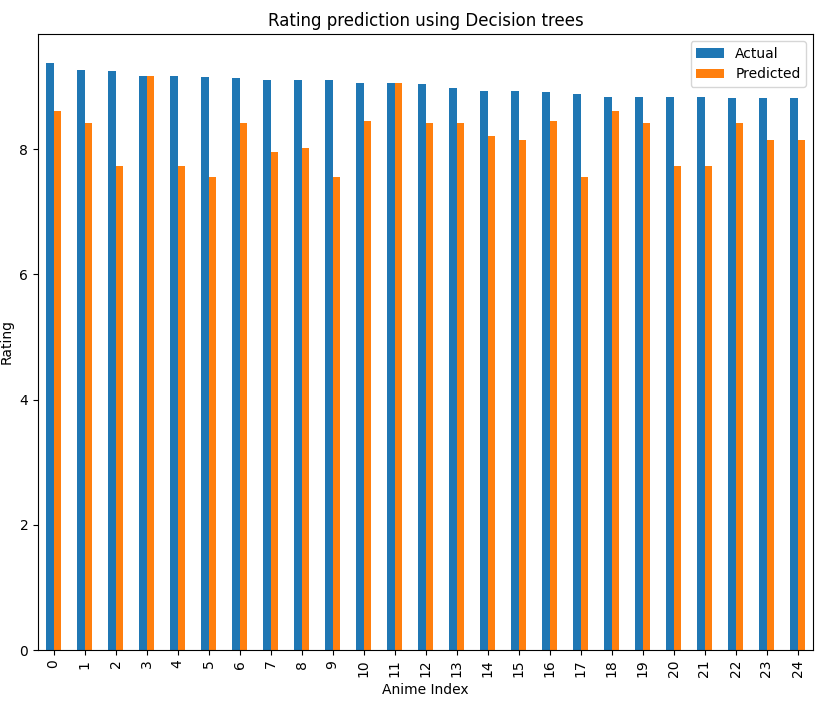 Rating prediction using Decision trees
Actual
Predicted
8
6
4
2
0
Rating
0 1 2 3 4 5 6 7 8 9 10 11 12 13 14 15 16 17 18 19 20 21 22 23 24
Anime Index